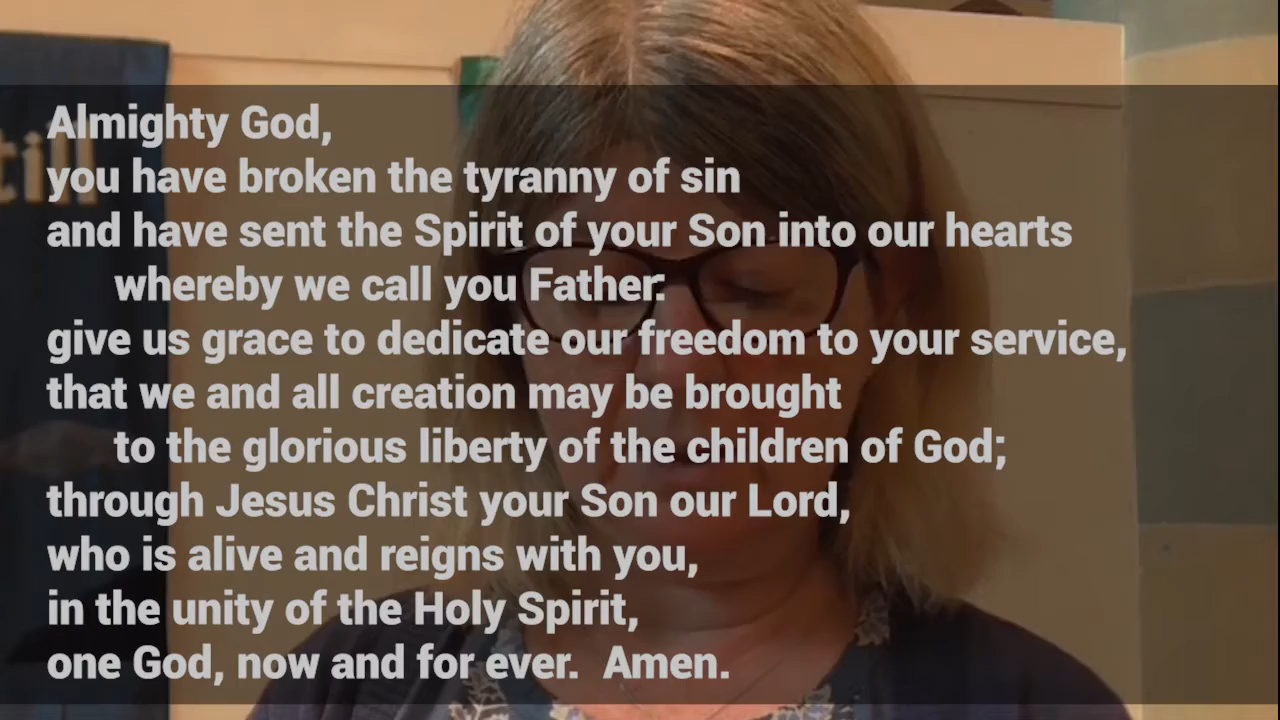 Almighty God,
you have broken the tyranny of sin
and have sent the Spirit of your Son into our hearts
whereby we call you Father:
give us grace to dedicate our freedom to your service,
that we and all creation may be brought
to the glorious liberty of the children of God;
through Jesus Christ your Son our Lord,
who is alive and reigns with you,
in the unity of the Holy Spirit,
one God, now and for ever.  Amen.
till